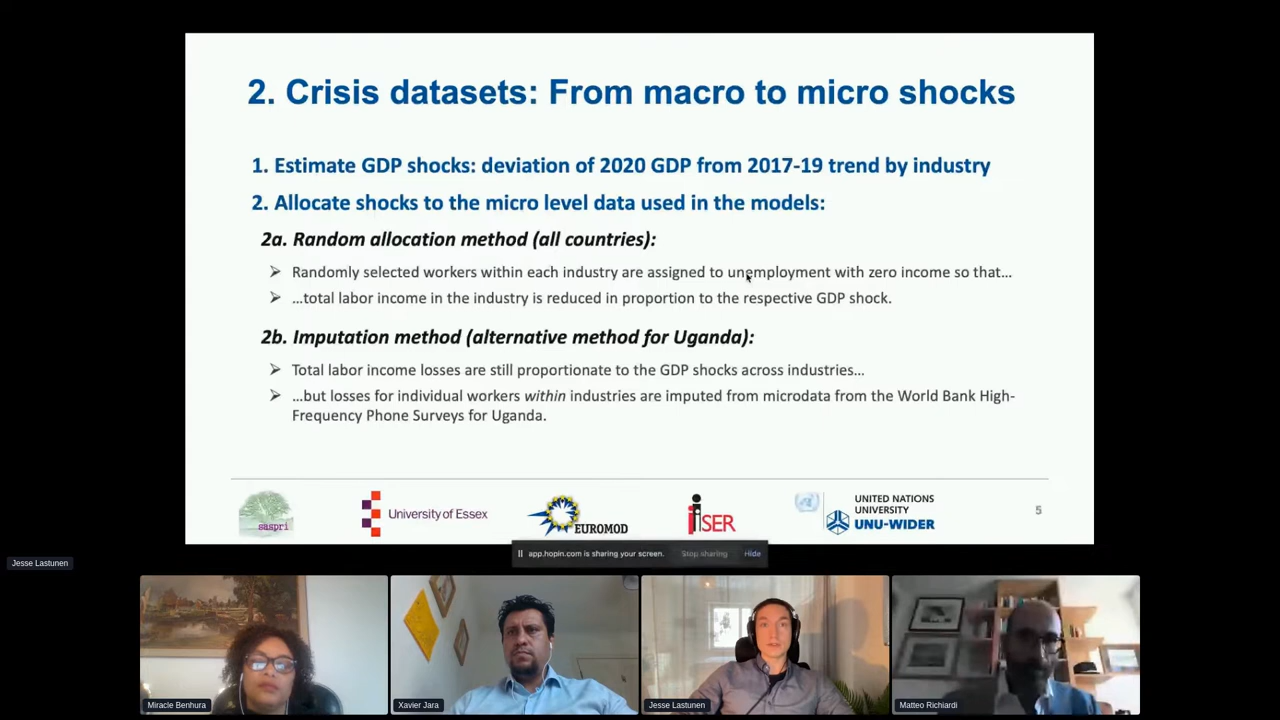 2. Crisis datasets: From macro to micro shocks
1. Estimate GDP shocks: deviation of 2020 GDP from 2017-19 trend by industry
2. Allocate shocks to the micro level data used in the models:
2a. Random allocation method (all countries):
➢ Randomly selected workers within each industry are assigned to unemployment with zero income so that…
➢ …total labor income in the industry is reduced in proportion to the respective GDP shock.
2b. Imputation method (alternative method for Uganda):
➢ Total labor income losses are still proportionate to the GDP shocks across industries…
➢ …but losses for individual workers within industries are imputed from microdata from the World Bank High-
Frequency Phone Surveys for Uganda.
saspri
University of Essex
EUROMOD
iSER
UNITED NATIONS
UNIVERSITY
UNU-WIDER
5
app.hopin.com is sharing your screen. Stop sharing Hide
Jesse Lastunen
Miracle Benhura
Xavier Jara
Jesse Lastunen
Matteo Richiardi